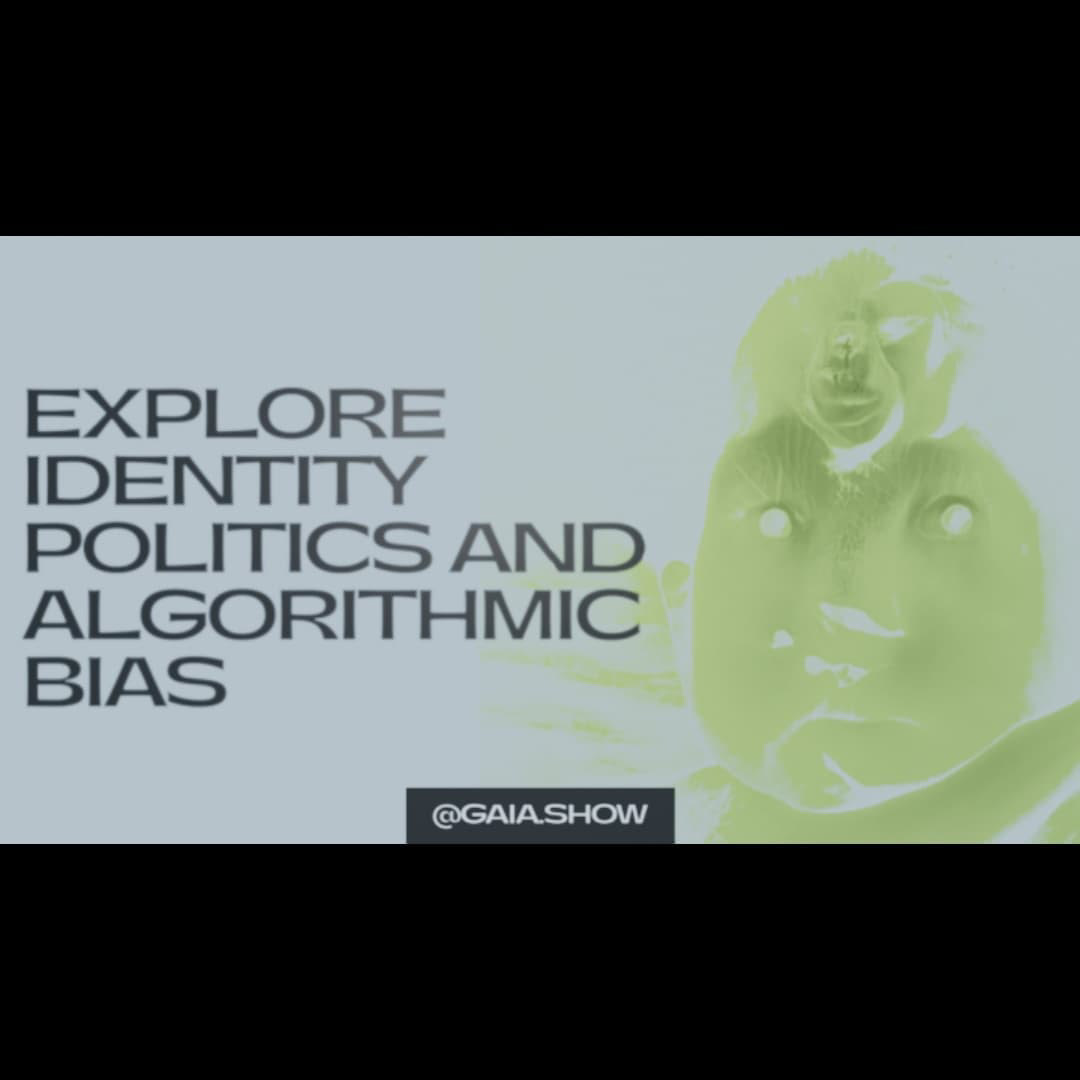 EXPLORE
IDENTITY
POLITICS AND
ALGORITHMIC
BIAS
@GAIA.SHOW